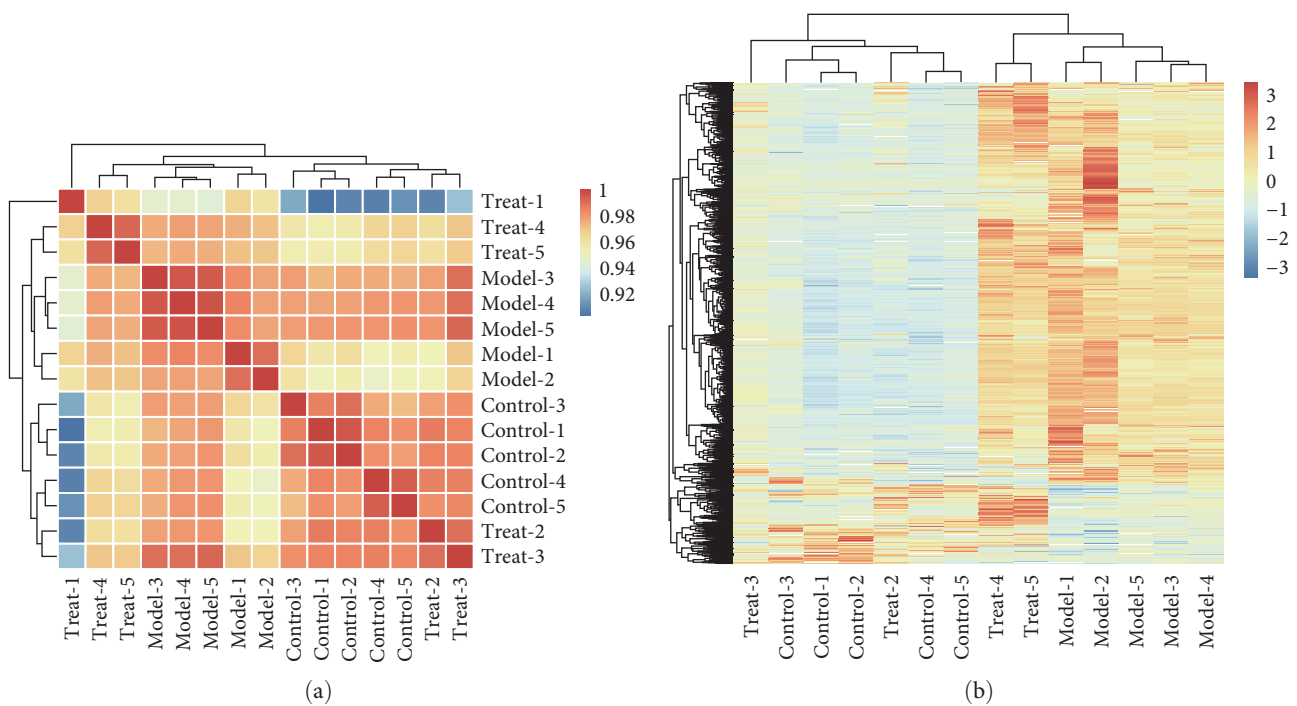 Treat-1
Treat-4
Treat-5
Model-3
Model-4
Model-5
Model-1
Model-2
Control-3
Control-1
Control-2
Control-4
Control-5
Treat-2
Treat-3
1
0.98
0.96
0.94
0.92
Treat-1
Treat-4
Treat-5
Model-3
Model-4
Model-5
Model-1
Model-2
Control-3
Control-1
Control-2
Control-4
Control-5
Treat-2
Treat-3
(a)
3
2
1
0
−1
−2
−3
Treat-3
Control-3
Control-1
Control-2
Treat-2
Control-4
Control-5
Treat-4
Treat-5
Model-1
Model-2
Model-5
Model-3
Model-4
(b)